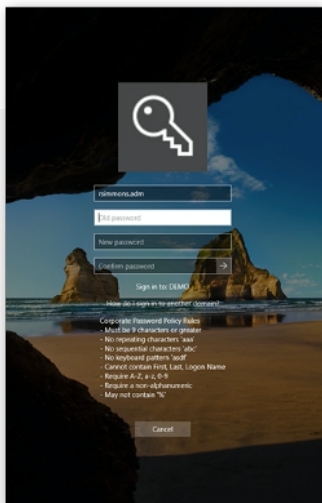 rsimmons.adm
Old password
New password
Confirm password
Sign in to: DEMO
How do I sign in to another domain?
Corporate Password Policy Rules
- Must be 9 characters or greater
- No repeating characters 'aaa'
- No sequential characters 'abc'
- No keyboard pattern 'asdf'
- Cannot contain First, Last, Logon Name
- Require A-Z, a-z, 0-9
- Require a non-alphanumeric
- May not contain '%'
Cancel